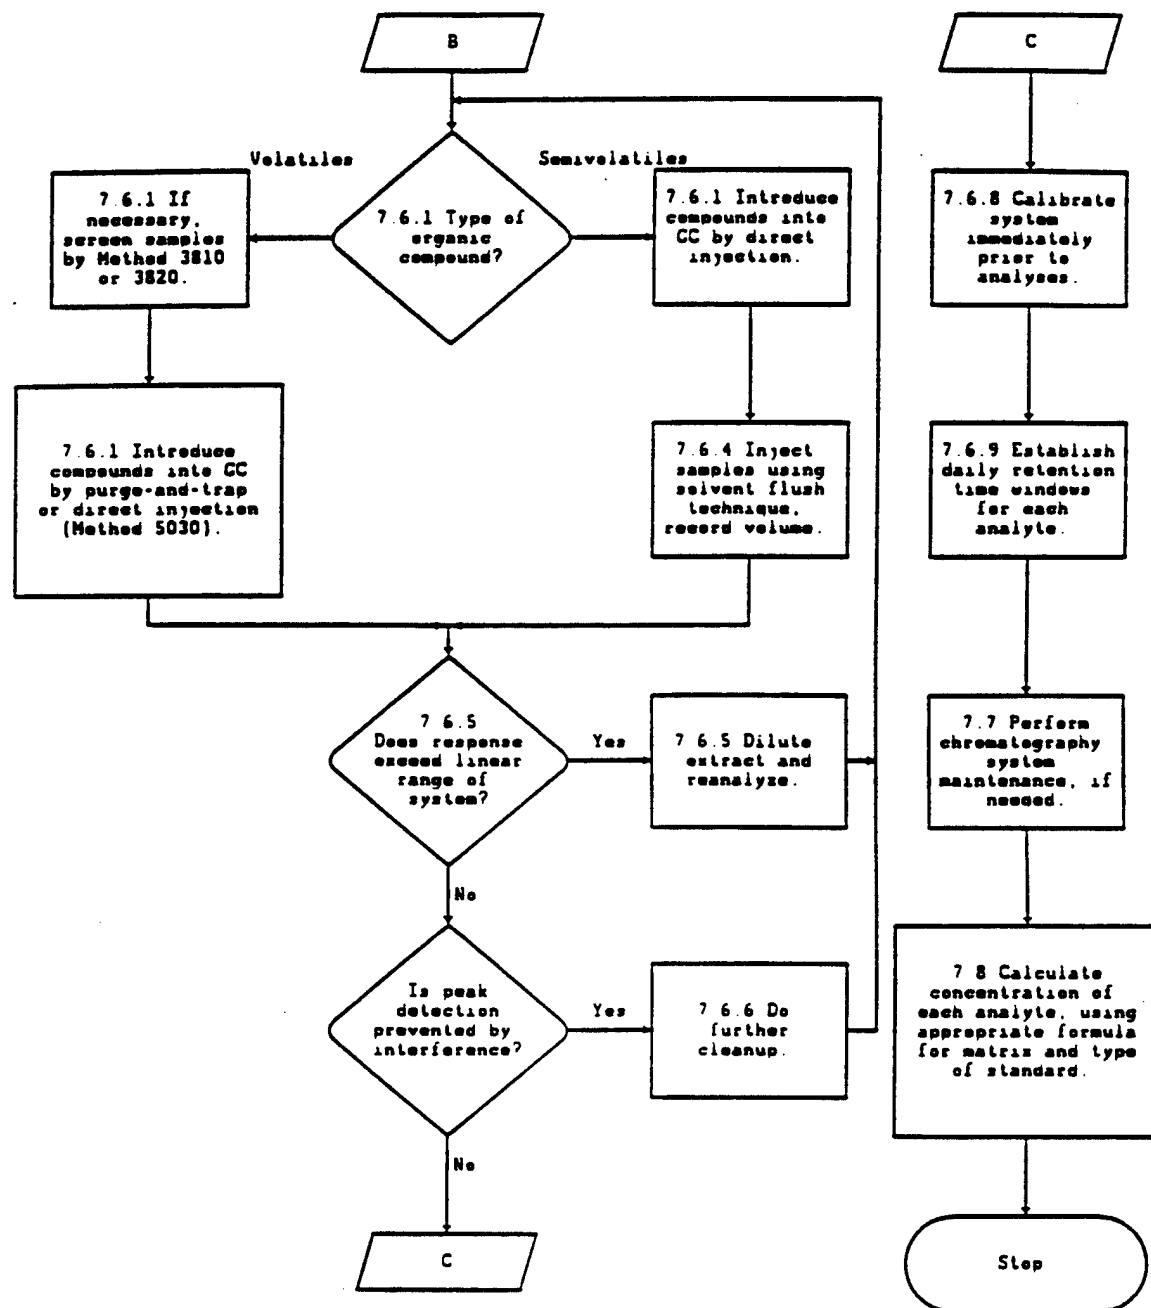 B
Volatiles
Semivolatiles
7.6.1 If
necessary,
screen samples
by Method 3810
or 3820.
7.6.1 Type of
organic
compound?
7.6.1 Introduce
compounds into
GC by direct
injection.
7.6.1 Introduce
compounds into GC
by purge-and-trap
or direct injection
(Method 5030).
7.6.4 Inject
samples using
solvent flush
technique,
record volume.
7 6.5
Does response
exceed linear
range of
system?
Yes
7 6.5 Dilute
extract and
reanalyze.
No
Is peak
detection
prevented by
interference?
Yes
7 6.6 Do
further
cleanup.
No
C
C
7.6.8 Calibrate
system
immediately
prior to
analyses.
7.6.9 Establish
daily retention
time windows
for each
analyte.
7.7 Perform
chromatography
system
maintenance, if
needed.
7 8 Calculate
concentration of
each analyte, using
appropriate formula
for matrix and type
of standard.
Stop